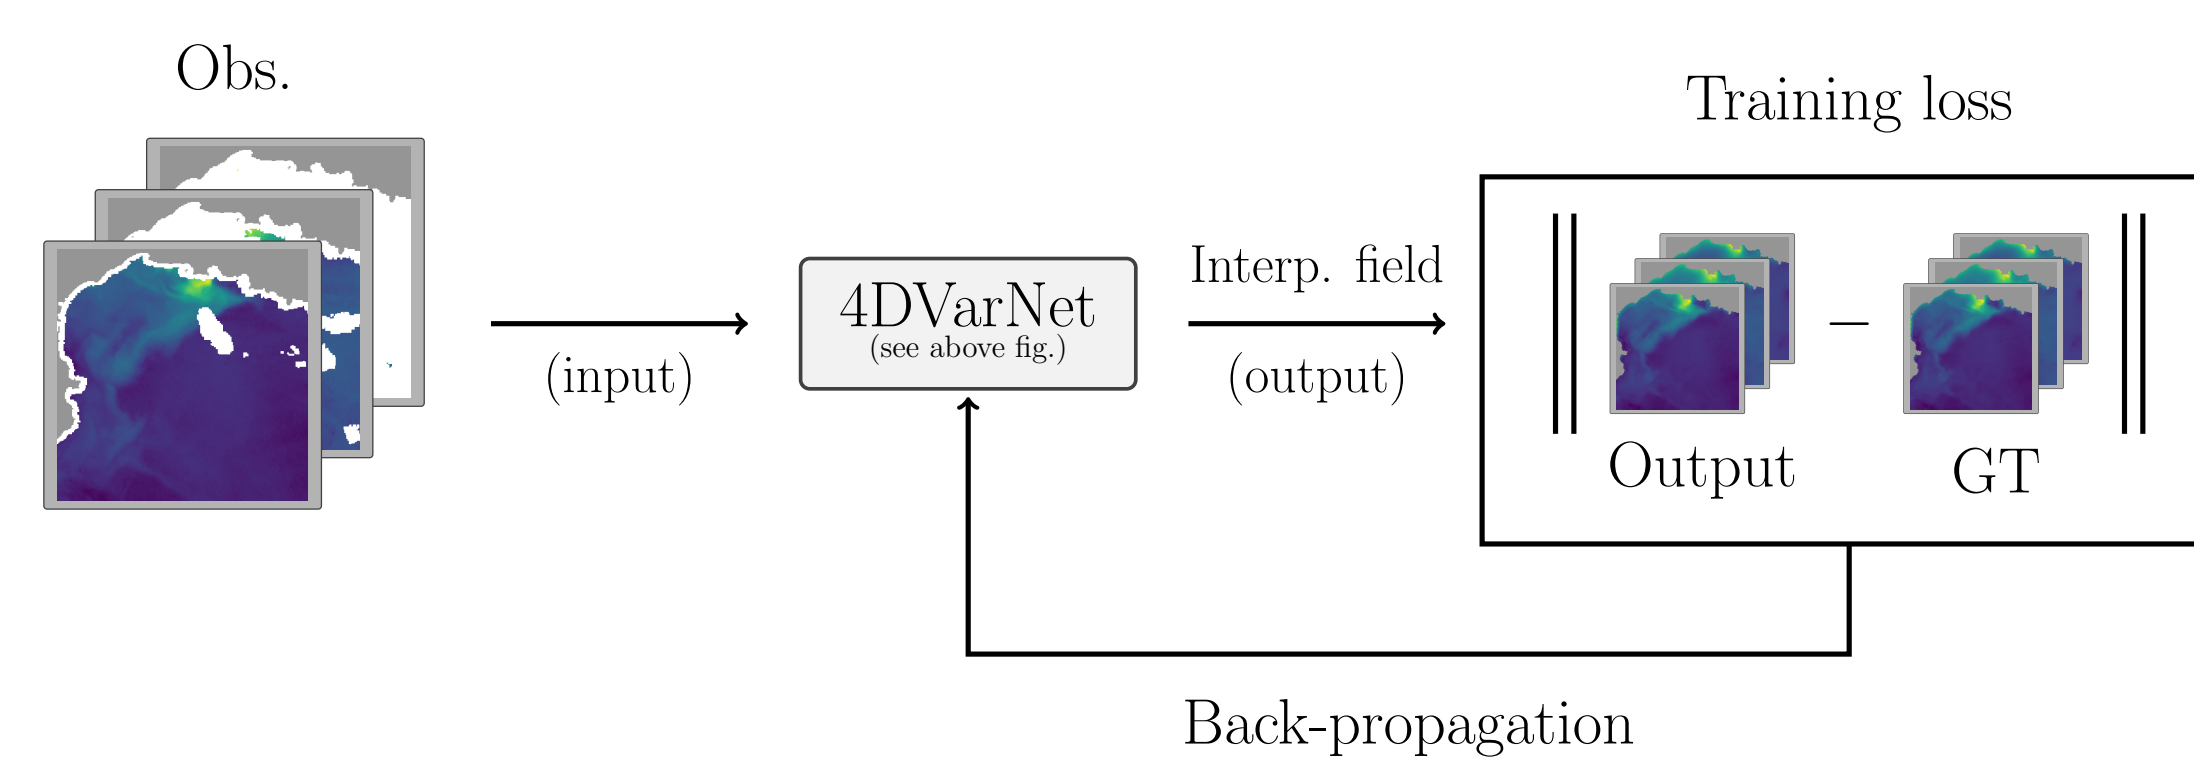 Obs.
(input)
4DVarNet
(see above fig.)
Interp. field
(output)
Training loss
−
Output
GT
Back-propagation